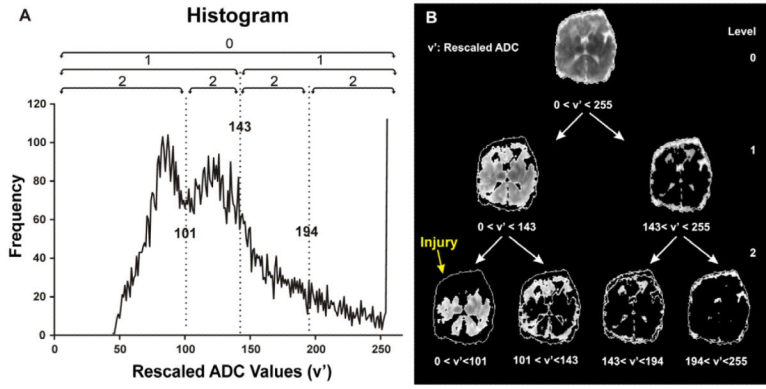 A
Histogram
0
1 1
2 2 2 2
120
100
80
60
40
20
0
Frequency
143
101
194
0 50 100 150 200 250
Rescaled ADC Values (v')
B
v': Rescaled ADC
Level
0
0 < v' < 255
1
0 < v' < 143
143< v' < 255
Injury
2
0 < v'<101
101 < v'<143
143< v'<194
194< v'<255